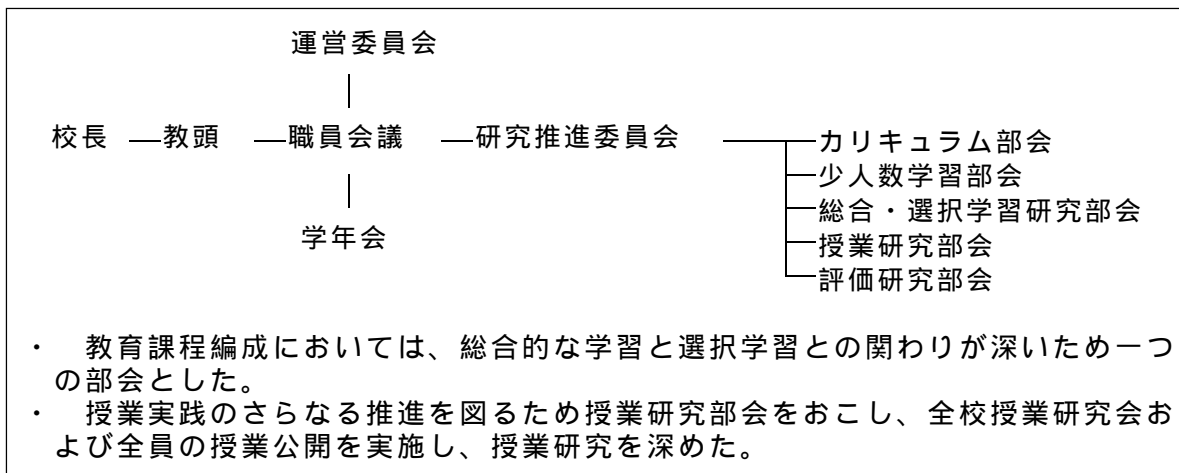 運営委員会
校長 ―教頭 ―職員会議 ―研究推進委員会 カリキュラム部会
少人数学習部会
総合・選択学習研究部会
学年会 授業研究部会
評価研究部会
・ 教育課程編成においては、総合的な学習と選択学習との関わりが深いため一つ
の部会とした。
・ 授業実践のさらなる推進を図るため授業研究部会をおこし、全校授業研究会お
よび全員の授業公開を実施し、授業研究を深めた。